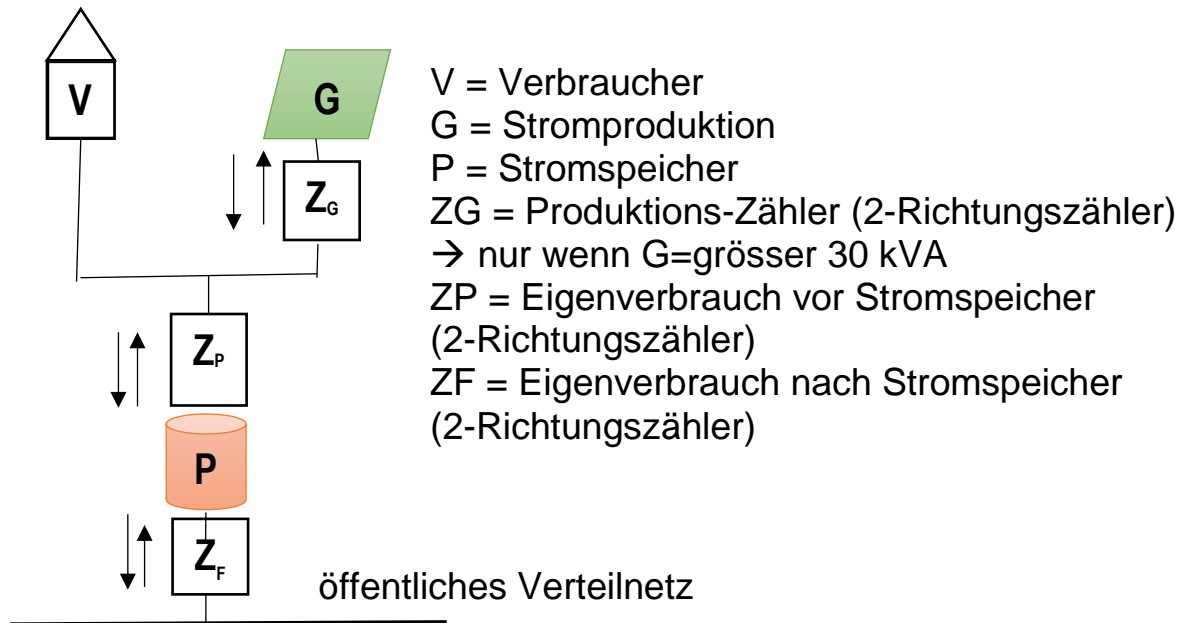 V
G
V = Verbraucher
G = Stromproduktion
P = Stromspeicher
ZG = Produktions-Zähler (2-Richtungszähler)
→ nur wenn G=grösser 30 kVA
ZP = Eigenverbrauch vor Stromspeicher
(2-Richtungszähler)
ZF = Eigenverbrauch nach Stromspeicher
(2-Richtungszähler)
ZG
ZP
P
ZF
öffentliches Verteilnetz